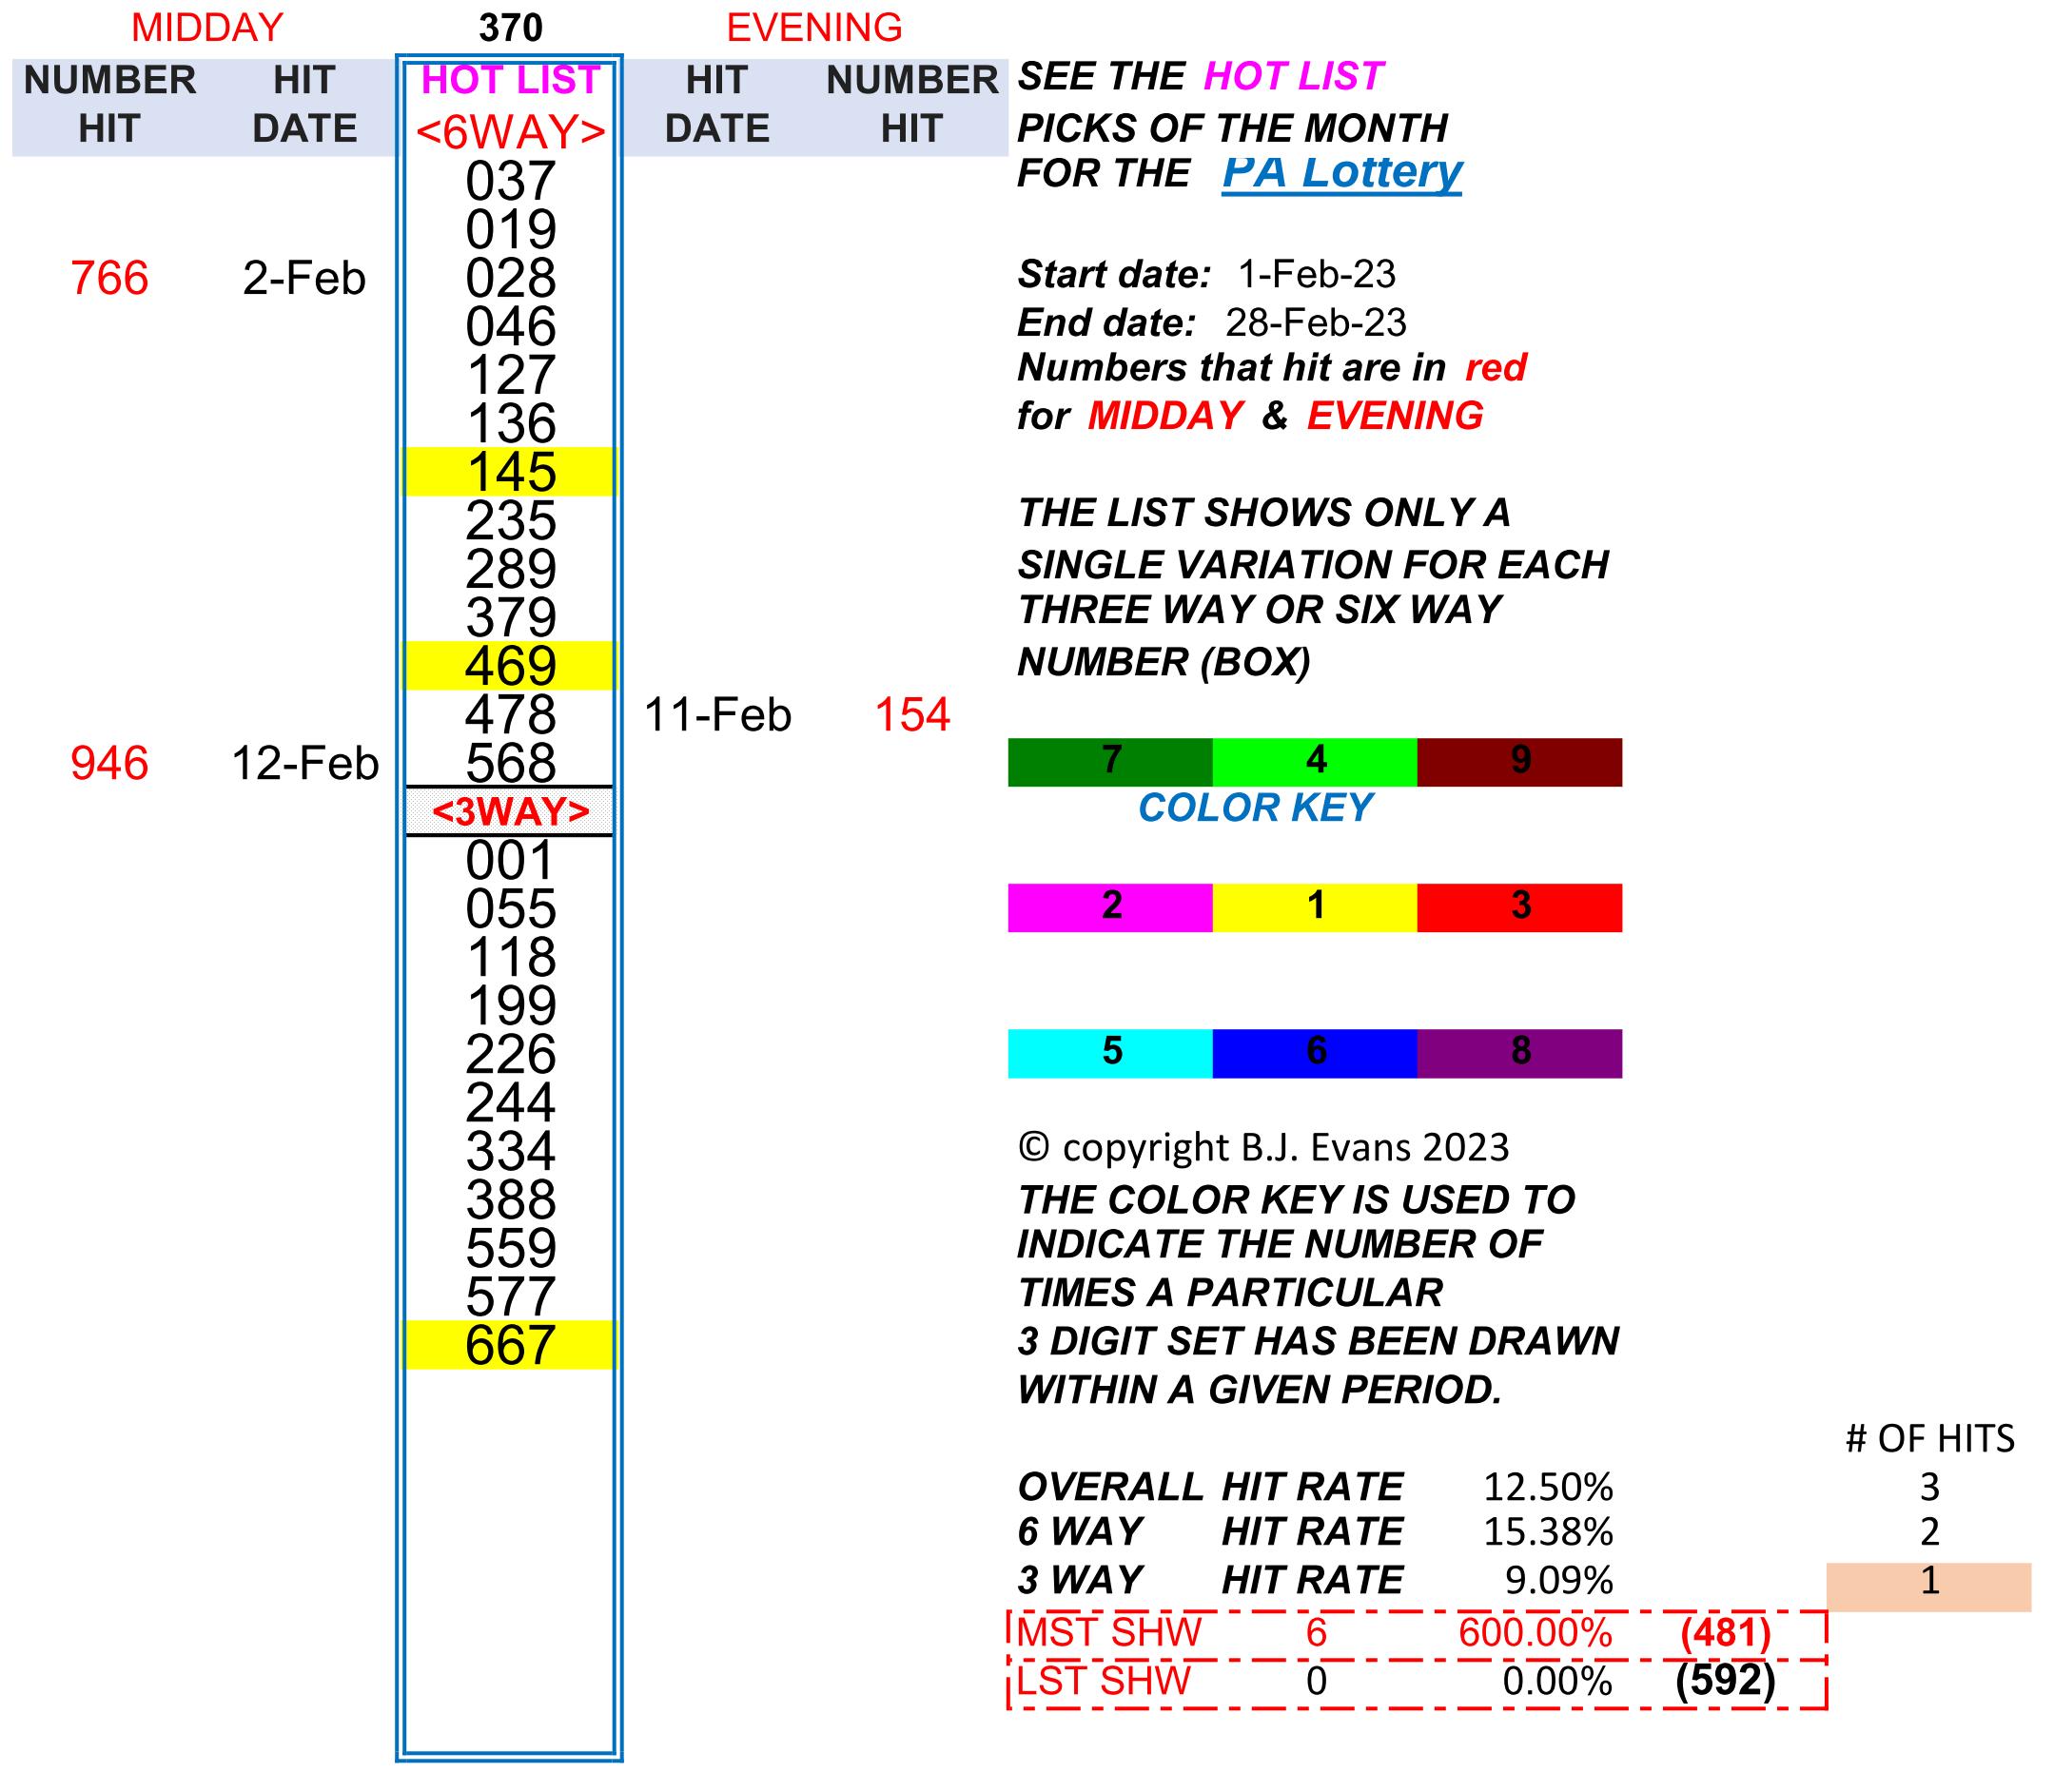 MIDDAY 370 EVENING
NUMBER HIT HOT LIST HIT NUMBER SEE THE HOT LIST
HIT DATE <6WAY> DATE HIT PICKS OF THE MONTH
037 FOR THE PA Lottery
019
766 2-Feb 028 Start date: 1-Feb-23
046 End date: 28-Feb-23
127 Numbers that hit are in red
136 for MIDDAY & EVENING
145
235 THE LIST SHOWS ONLY A
289 SINGLE VARIATION FOR EACH
379 THREE WAY OR SIX WAY
469 NUMBER (BOX)
478 11-Feb 154
946 12-Feb 568 7 4 9
<3WAY> COLOR KEY
001
055 2 1 3
118
199
226 5 6 8
244
334 © copyright B.J. Evans 2023
388 THE COLOR KEY IS USED TO
559 INDICATE THE NUMBER OF
577 TIMES A PARTICULAR
667 3 DIGIT SET HAS BEEN DRAWN
WITHIN A GIVEN PERIOD.
# OF HITS
OVERALL HIT RATE 12.50% 3
6 WAY HIT RATE 15.38% 2
3 WAY HIT RATE 9.09% 1
MST SHW 6 600.00% (481)
LST SHW 0 0.00% (592)